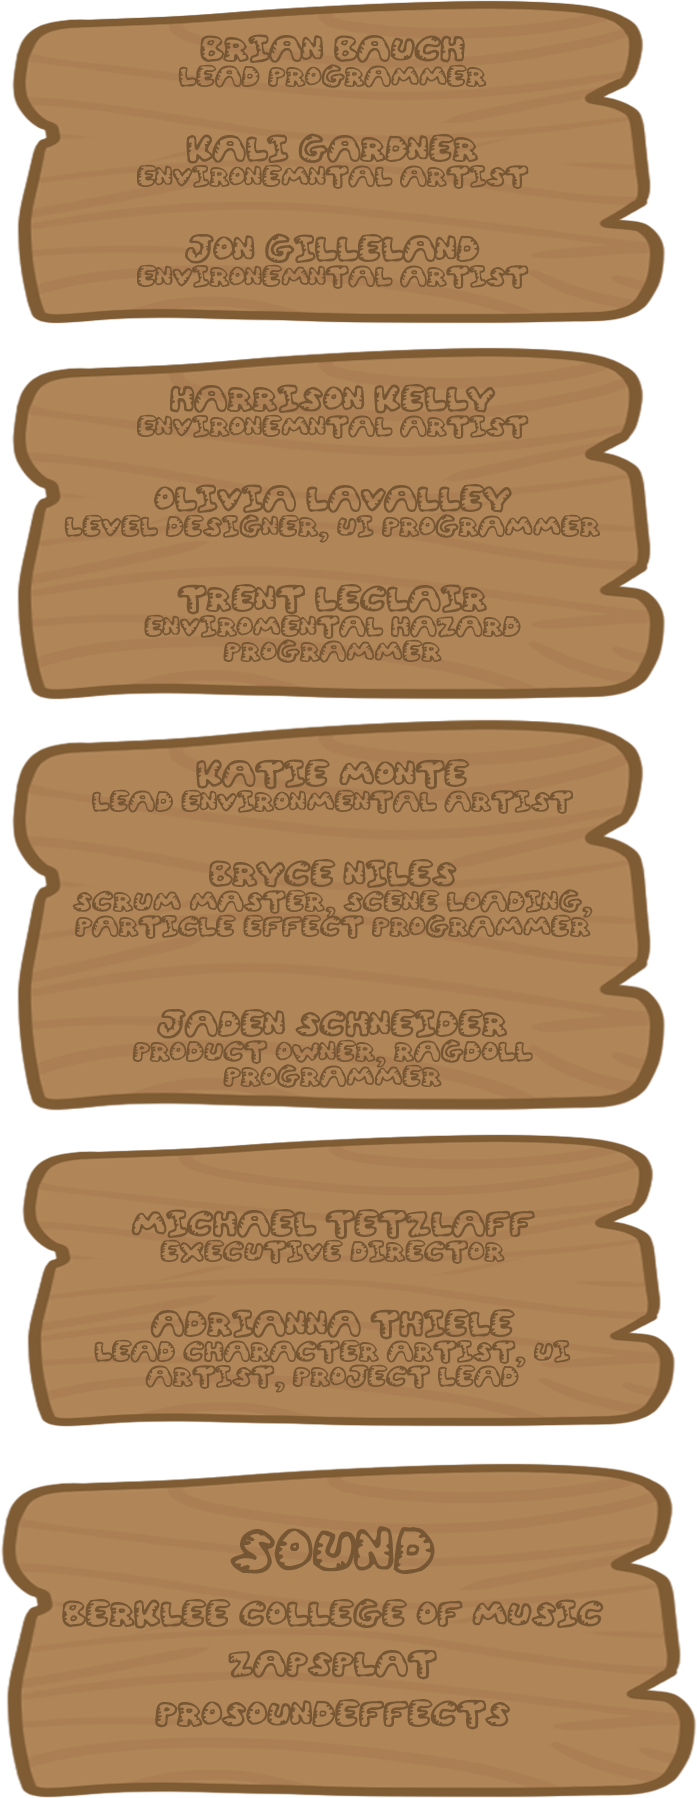 BRIAN BAUCH
LEAD PROGRAMMER
KALI GARDNER
ENVIRONEMNTAL ARTIST
JON GILLELAND
ENVIRONEMNTAL ARTIST
HARRISON KELLY
ENVIRONEMNTAL ARTIST
OLIVIA LAVALLEY
LEVEL DESIGNER, UI PROGRAMMER
TRENT LECLAIR
ENVIROMENTAL HAZARD
PROGRAMMER
KATIE MONTE
LEAD ENVIRONMENTAL ARTIST
BRYCE NILES
SCRUM MASTER, SCENE LOADING,
PARTICLE EFFECT PROGRAMMER
JADEN SCHNEIDER
PRODUCT OWNER, RAGDOLL
PROGRAMMER
MICHAEL TETZLAFF
EXECUTIVE DIRECTOR
ADRIANNA THIELE
LEAD CHARACTER ARTIST, UI
ARTIST, PROJECT LEAD
SOUND
BERKLEE COLLEGE OF MUSIC
ZAPSPLAT
PROSOUNDEFFECTS